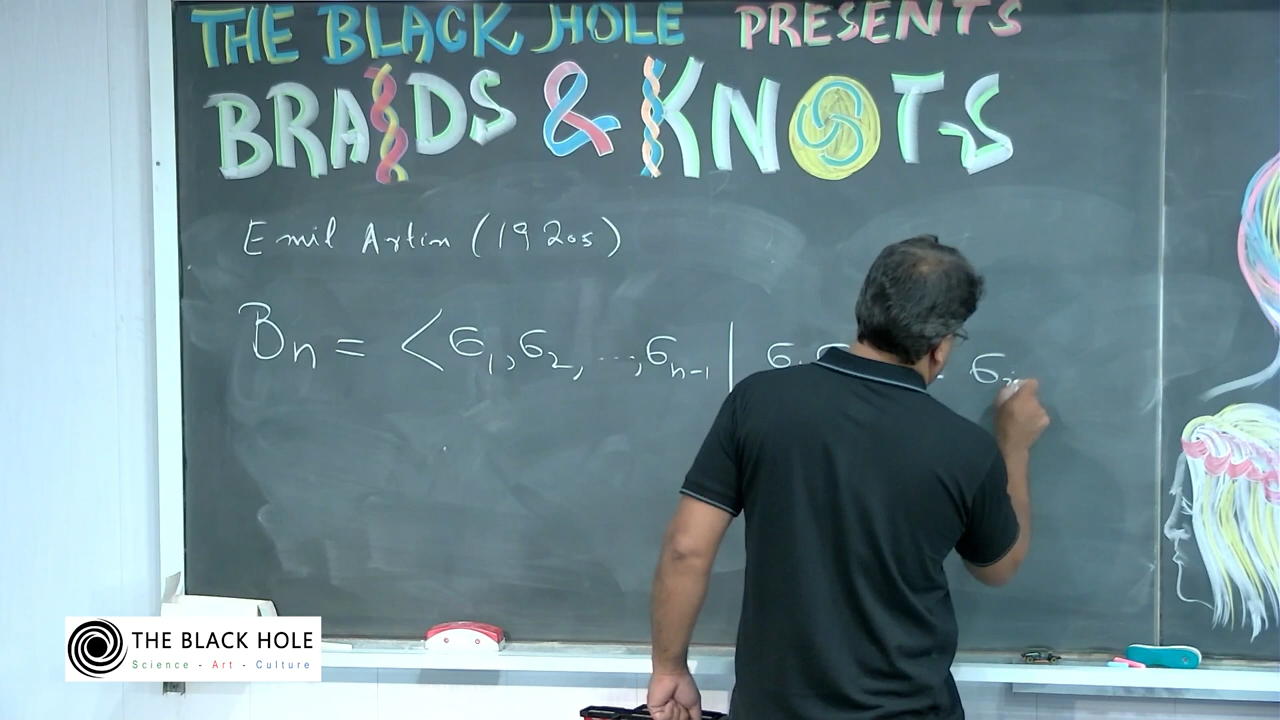 THE BLACK HOLE PRESENTS
BRAIDS & KNOTS
Emil Artin (1920s)
Bn = < σ1, σ2, ..., σn-1 | σi σ
THE BLACK HOLE
Science - Art - Culture